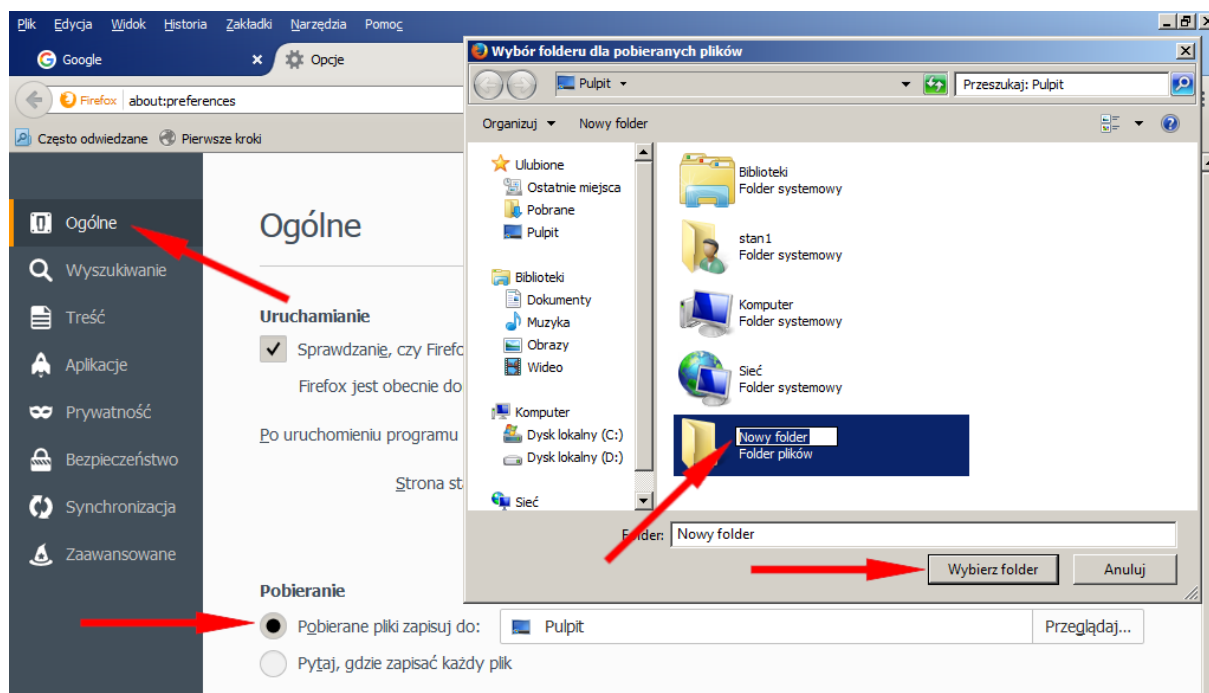 Plik Edycja Widok Historia Zakładki Narzędzia Pomoc
Google
Opcje
Firefox about:preferences
Często odwiedzane Pierwsze kroki
Ogólne
Wyszukiwanie
Treść
Aplikacje
Prywatność
Bezpieczeństwo
Synchronizacja
Zaawansowane
Ogólne
Uruchamianie
Sprawdzanie, czy Firefo
Firefox jest obecnie do
Po uruchomieniu programu
Strona sta
Pobieranie
Pobierane pliki zapisuj do: Pulpit Przeglądaj...
Pytaj, gdzie zapisać każdy plik
Wybór folderu dla pobieranych plików
Pulpit
Przeszukaj: Pulpit
Organizuj Nowy folder
Ulubione
Ostatnie miejsca
Pobrane
Pulpit
Biblioteki
Dokumenty
Muzyka
Obrazy
Wideo
Komputer
Dysk lokalny (C:)
Dysk lokalny (D:)
Sieć
Biblioteki
Folder systemowy
stan1
Folder systemowy
Komputer
Folder systemowy
Sieć
Folder systemowy
Nowy folder
Folder plików
Folder: Nowy folder
Wybierz folder Anuluj